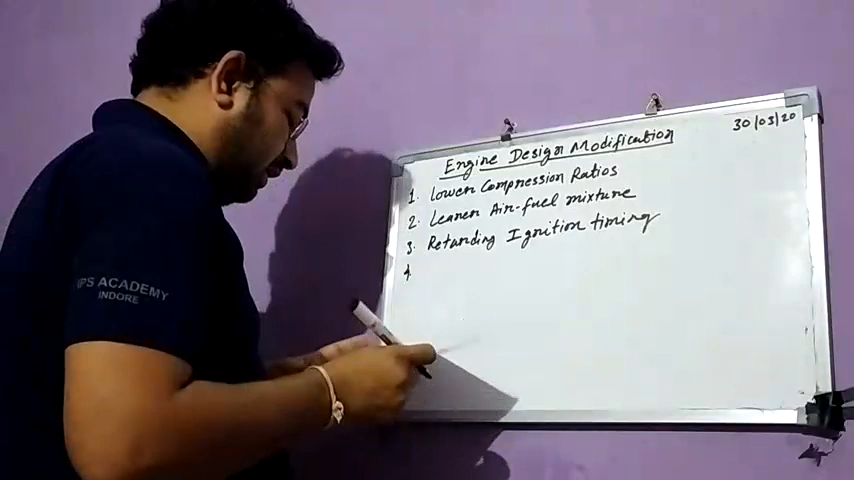 30/03/20
Engine Design Modification
1. Lower Compression Ratios
2. Leaner Air-fuel mixture
3. Retarding Ignition timing
4.
IPS ACADEMY
INDORE